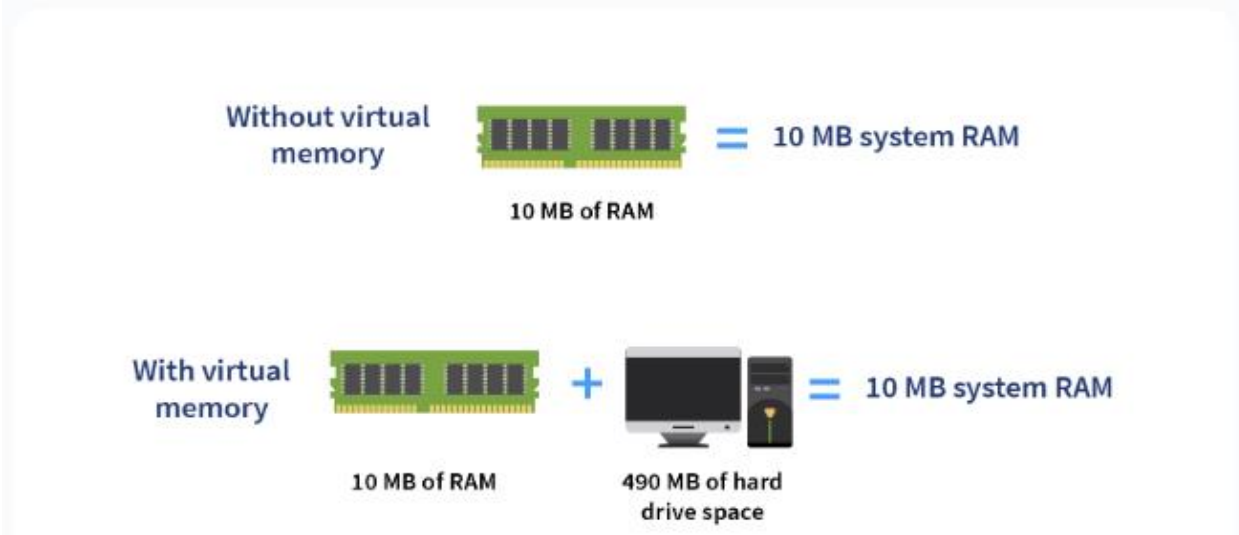 Without virtual
memory
= 10 MB system RAM
10 MB of RAM
With virtual
memory
+
= 10 MB system RAM
10 MB of RAM
490 MB of hard
drive space